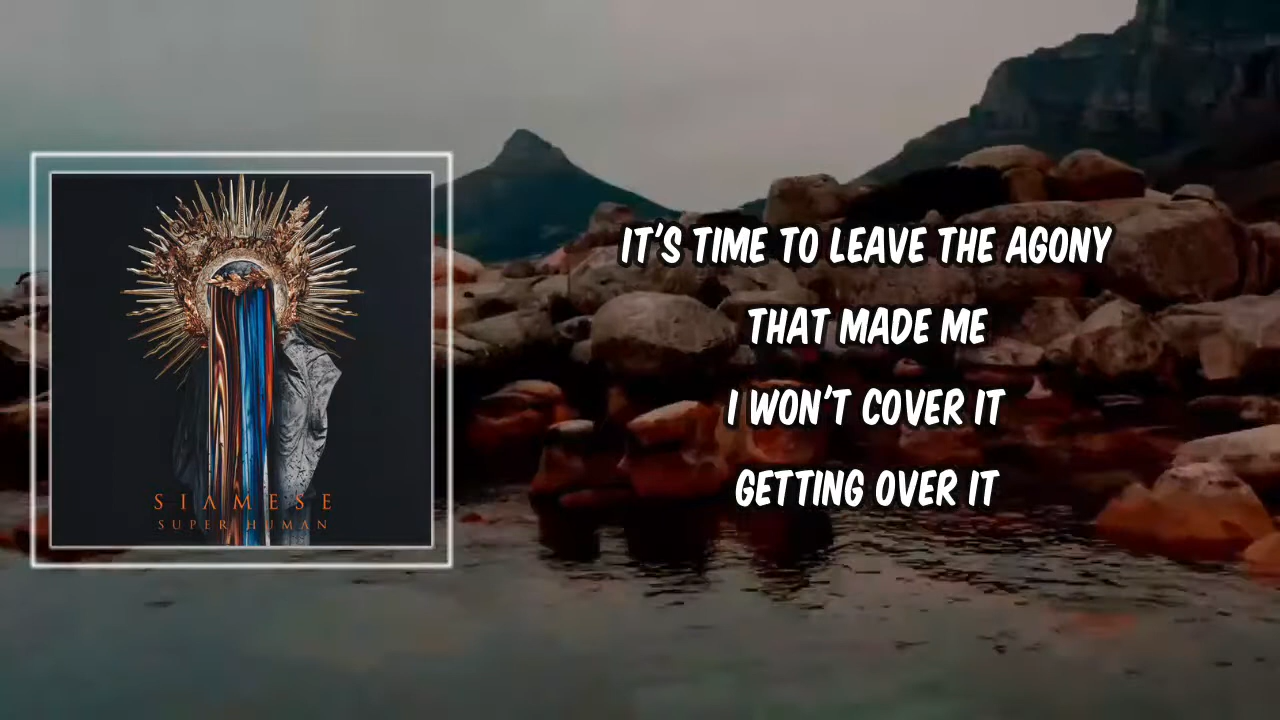 SIAMESE
SUPER HUMAN
IT'S TIME TO LEAVE THE AGONY
THAT MADE ME
I WON'T COVER IT
GETTING OVER IT